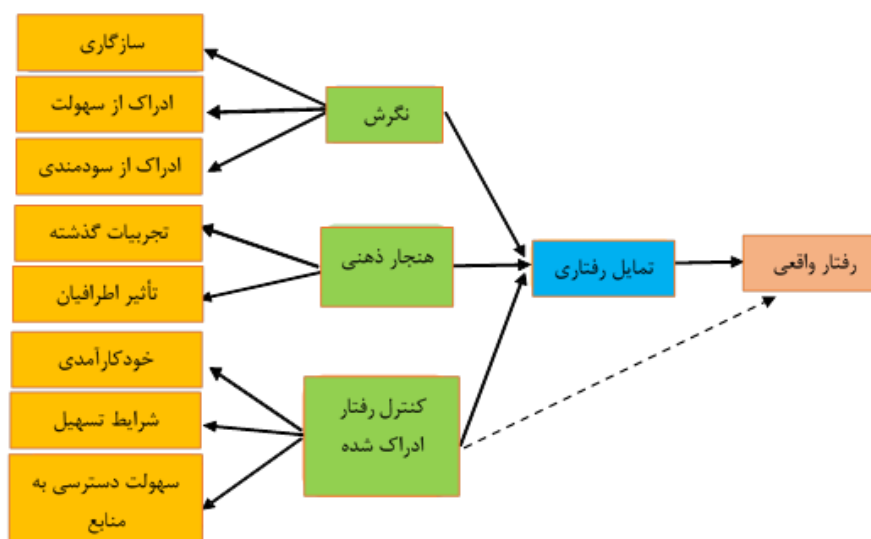 سازگاری
ادراک از سهولت
ادراک از سودمندی
تجربیات گذشته
تأثیر اطرافیان
خودکارآمدی
شرایط تسهیل
سهولت دسترسی به
منابع
نگرش
هنجار ذهنی
کنترل رفتار
ادراک شده
تمایل رفتاری
رفتار واقعی